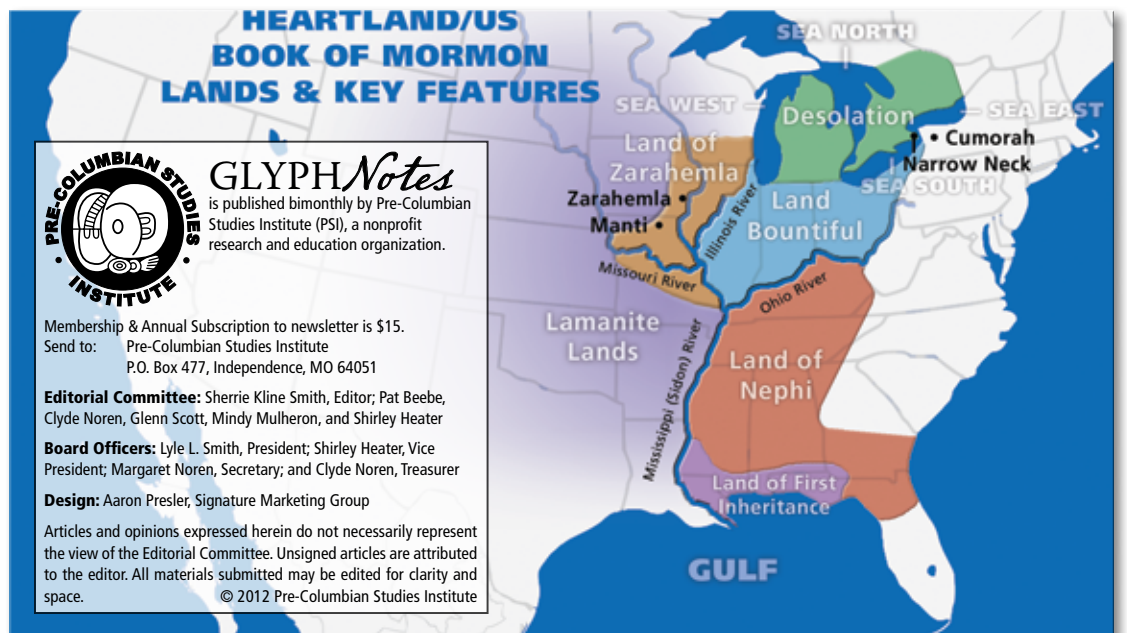 HEARTLAND/US
BOOK OF MORMON
LANDS & KEY FEATURES
SEA NORTH
SEA WEST
Desolation
SEA EAST
• Cumorah
Narrow Neck
SEA SOUTH
Land of
Zarahemla
Zarahemla •
Manti •
Illinois River
Land
Bountiful
Missouri River
Ohio River
Lamanite
Lands
Mississippi (Sidon) River
Land of
Nephi
Land of First
Inheritance
GULF
PRE-COLUMBIAN STUDIES
• INSTITUTE •
GLYPH Notes
is published bimonthly by Pre-Columbian
Studies Institute (PSI), a nonprofit
research and education organization.
Membership & Annual Subscription to newsletter is $15.
Send to: Pre-Columbian Studies Institute
P.O. Box 477, Independence, MO 64051
Editorial Committee: Sherrie Kline Smith, Editor; Pat Beebe,
Clyde Noren, Glenn Scott, Mindy Mulheron, and Shirley Heater
Board Officers: Lyle L. Smith, President; Shirley Heater, Vice
President; Margaret Noren, Secretary; and Clyde Noren, Treasurer
Design: Aaron Presler, Signature Marketing Group
Articles and opinions expressed herein do not necessarily represent
the view of the Editorial Committee. Unsigned articles are attributed
to the editor. All materials submitted may be edited for clarity and
space. © 2012 Pre-Columbian Studies Institute